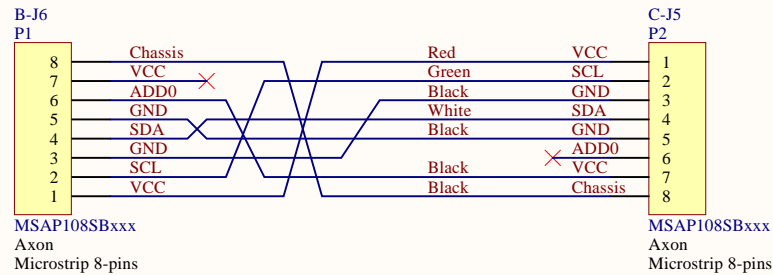 B-J6
P1
C-J5
P2
8 Chassis Red VCC 1
7 VCC Green SCL 2
6 ADD0 Black GND 3
5 GND White SDA 4
4 SDA Black GND 5
3 GND ADD0 6
2 SCL Black VCC 7
1 VCC Black Chassis 8
MSAP108SBxxx
Axon
Microstrip 8-pins
MSAP108SBxxx
Axon
Microstrip 8-pins